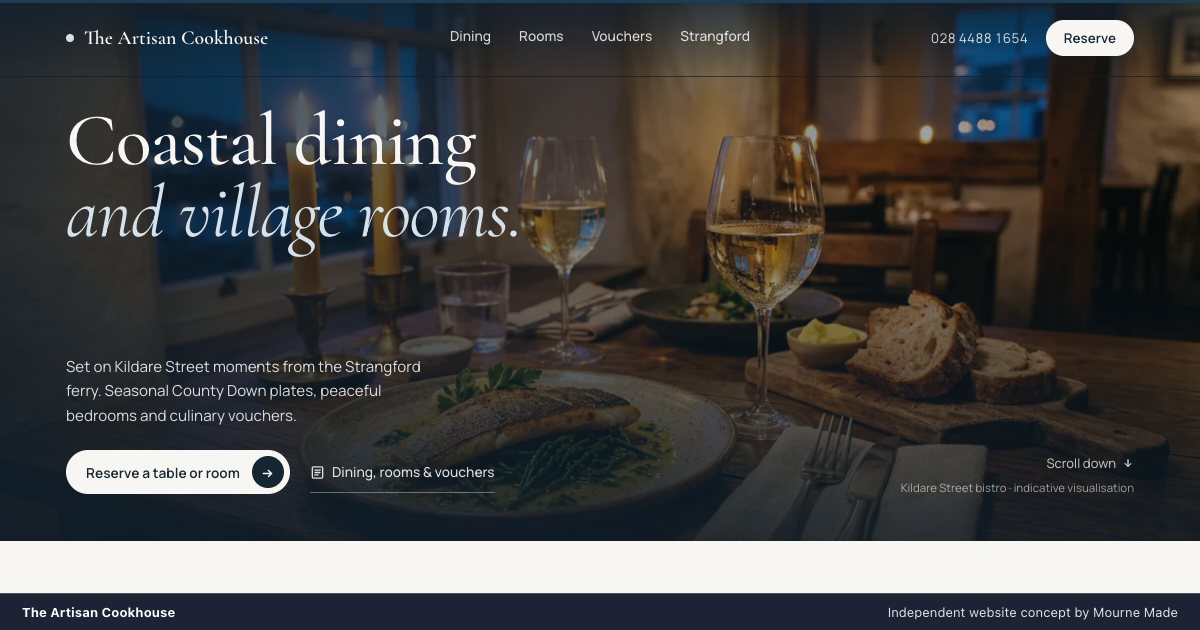 The Artisan Cookhouse
Dining Rooms Vouchers Strangford
028 4488 1654
Reserve
Coastal dining
and village rooms.
Set on Kildare Street moments from the Strangford
ferry. Seasonal County Down plates, peaceful
bedrooms and culinary vouchers.
Reserve a table or room →
Dining, rooms & vouchers
Scroll down ↓
Kildare Street bistro · indicative visualisation
The Artisan Cookhouse
Independent website concept by Mourne Made